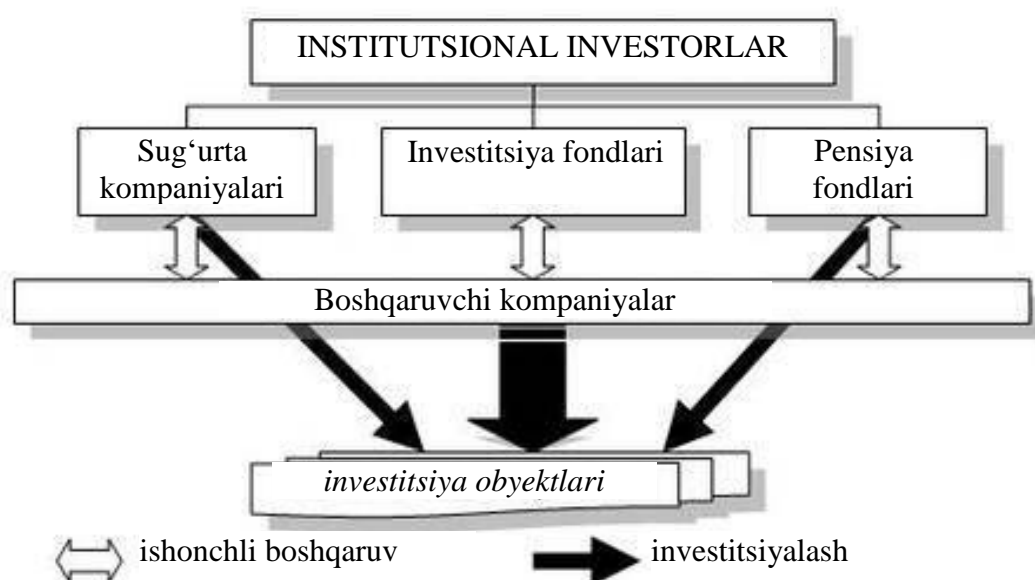 INSTITUTSIONAL INVESTORLAR
Sug‘urta
kompaniyalari
Investitsiya fondlari
Pensiya
fondlari
Boshqaruvchi kompaniyalar
investitsiya obyektlari
ishonchli boshqaruv
investitsiyalash